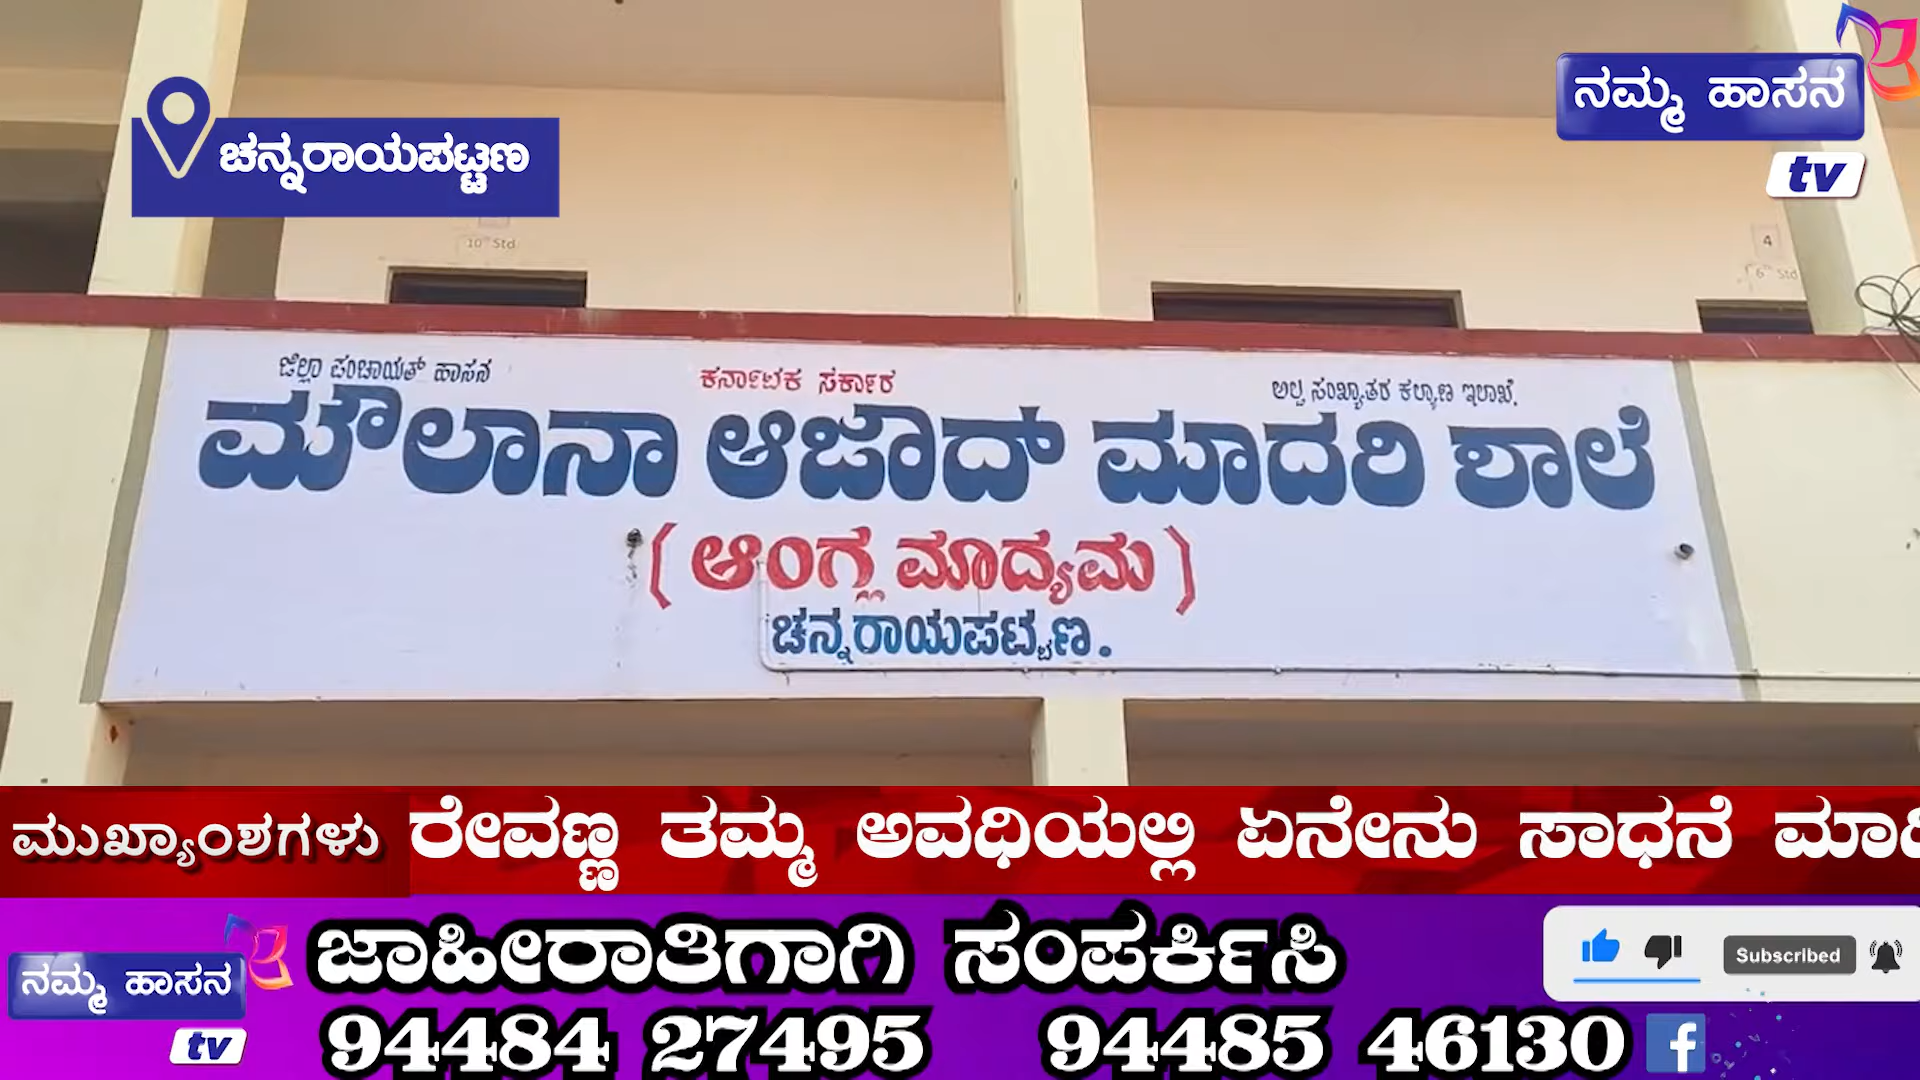 ಚನ್ನರಾಯಪಟ್ಟಣ
ನಮ್ಮ ಹಾಸನ
tv
10th Std
4
6th Std
ಜಿಲ್ಲಾ ಪಂಚಾಯತ್ ಹಾಸನ
ಕರ್ನಾಟಕ ಸರ್ಕಾರ
ಅಲ್ಪ ಸಂಖ್ಯಾತರ ಕಲ್ಯಾಣ ಇಲಾಖೆ.
ಮೌಲಾನಾ ಆಜಾದ್ ಮಾದರಿ ಶಾಲೆ
(ಆಂಗ್ಲ ಮಾಧ್ಯಮ)
ಚನ್ನರಾಯಪಟ್ಟಣ.
ಮುಖ್ಯಾಂಶಗಳು
ರೇವಣ್ಣ ತಮ್ಮ ಅವಧಿಯಲ್ಲಿ ಏನೇನು ಸಾಧನೆ
ನಮ್ಮ ಹಾಸನ
tv
ಜಾಹೀರಾತಿಗಾಗಿ ಸಂಪರ್ಕಿಸಿ
94484 27495 94485 46130
Subscribed